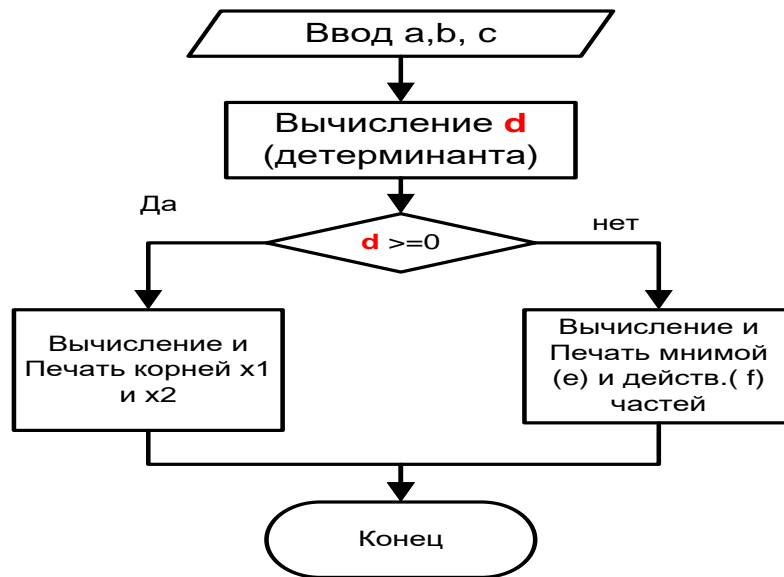 Ввод a,b, c
Вычисление d
(детерминанта)
Да
нет
d >=0
Вычисление и
Печать корней x1
и x2
Вычисление и
Печать мнимой
(e) и действ.( f)
частей
Конец